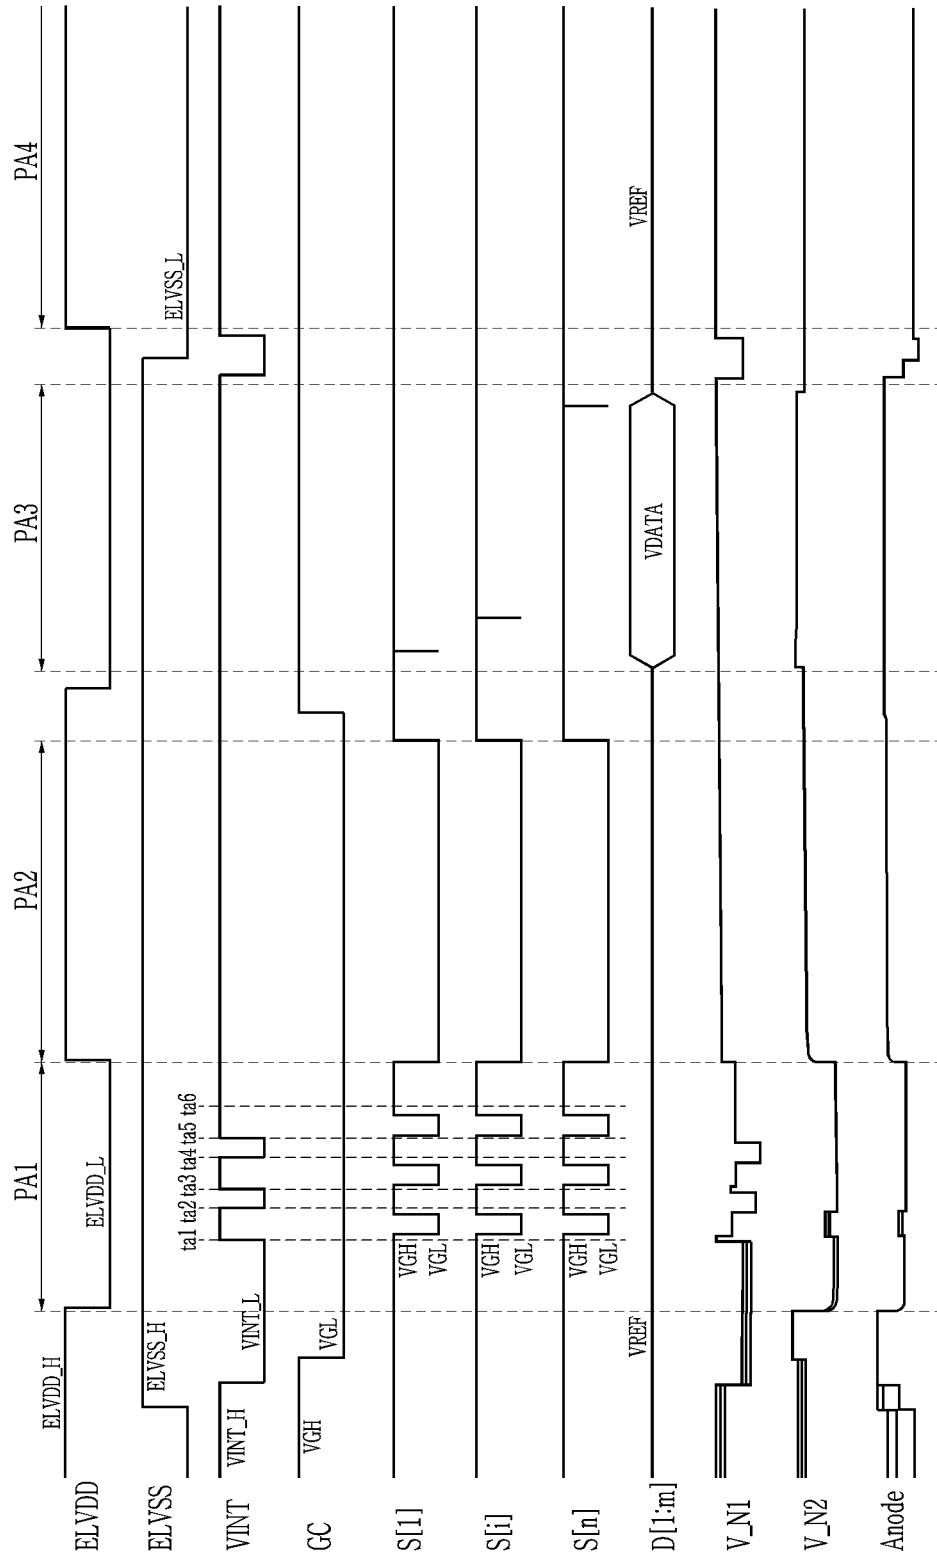 PA1
PA2
PA3
PA4
ELVDD
ELVDD_H
ELVDD_L
ELVSS
ELVSS_H
ELVSS_L
ta1 ta2 ta3 ta4 ta5 ta6
VINT
VINT_H
VINT_L
GC
VGH
VGL
S[1]
VGH
VGL
S[i]
VGH
VGL
S[n]
VGH
VGL
D[1:m]
VREF
VDATA
VREF
V_N1
V_N2
Anode